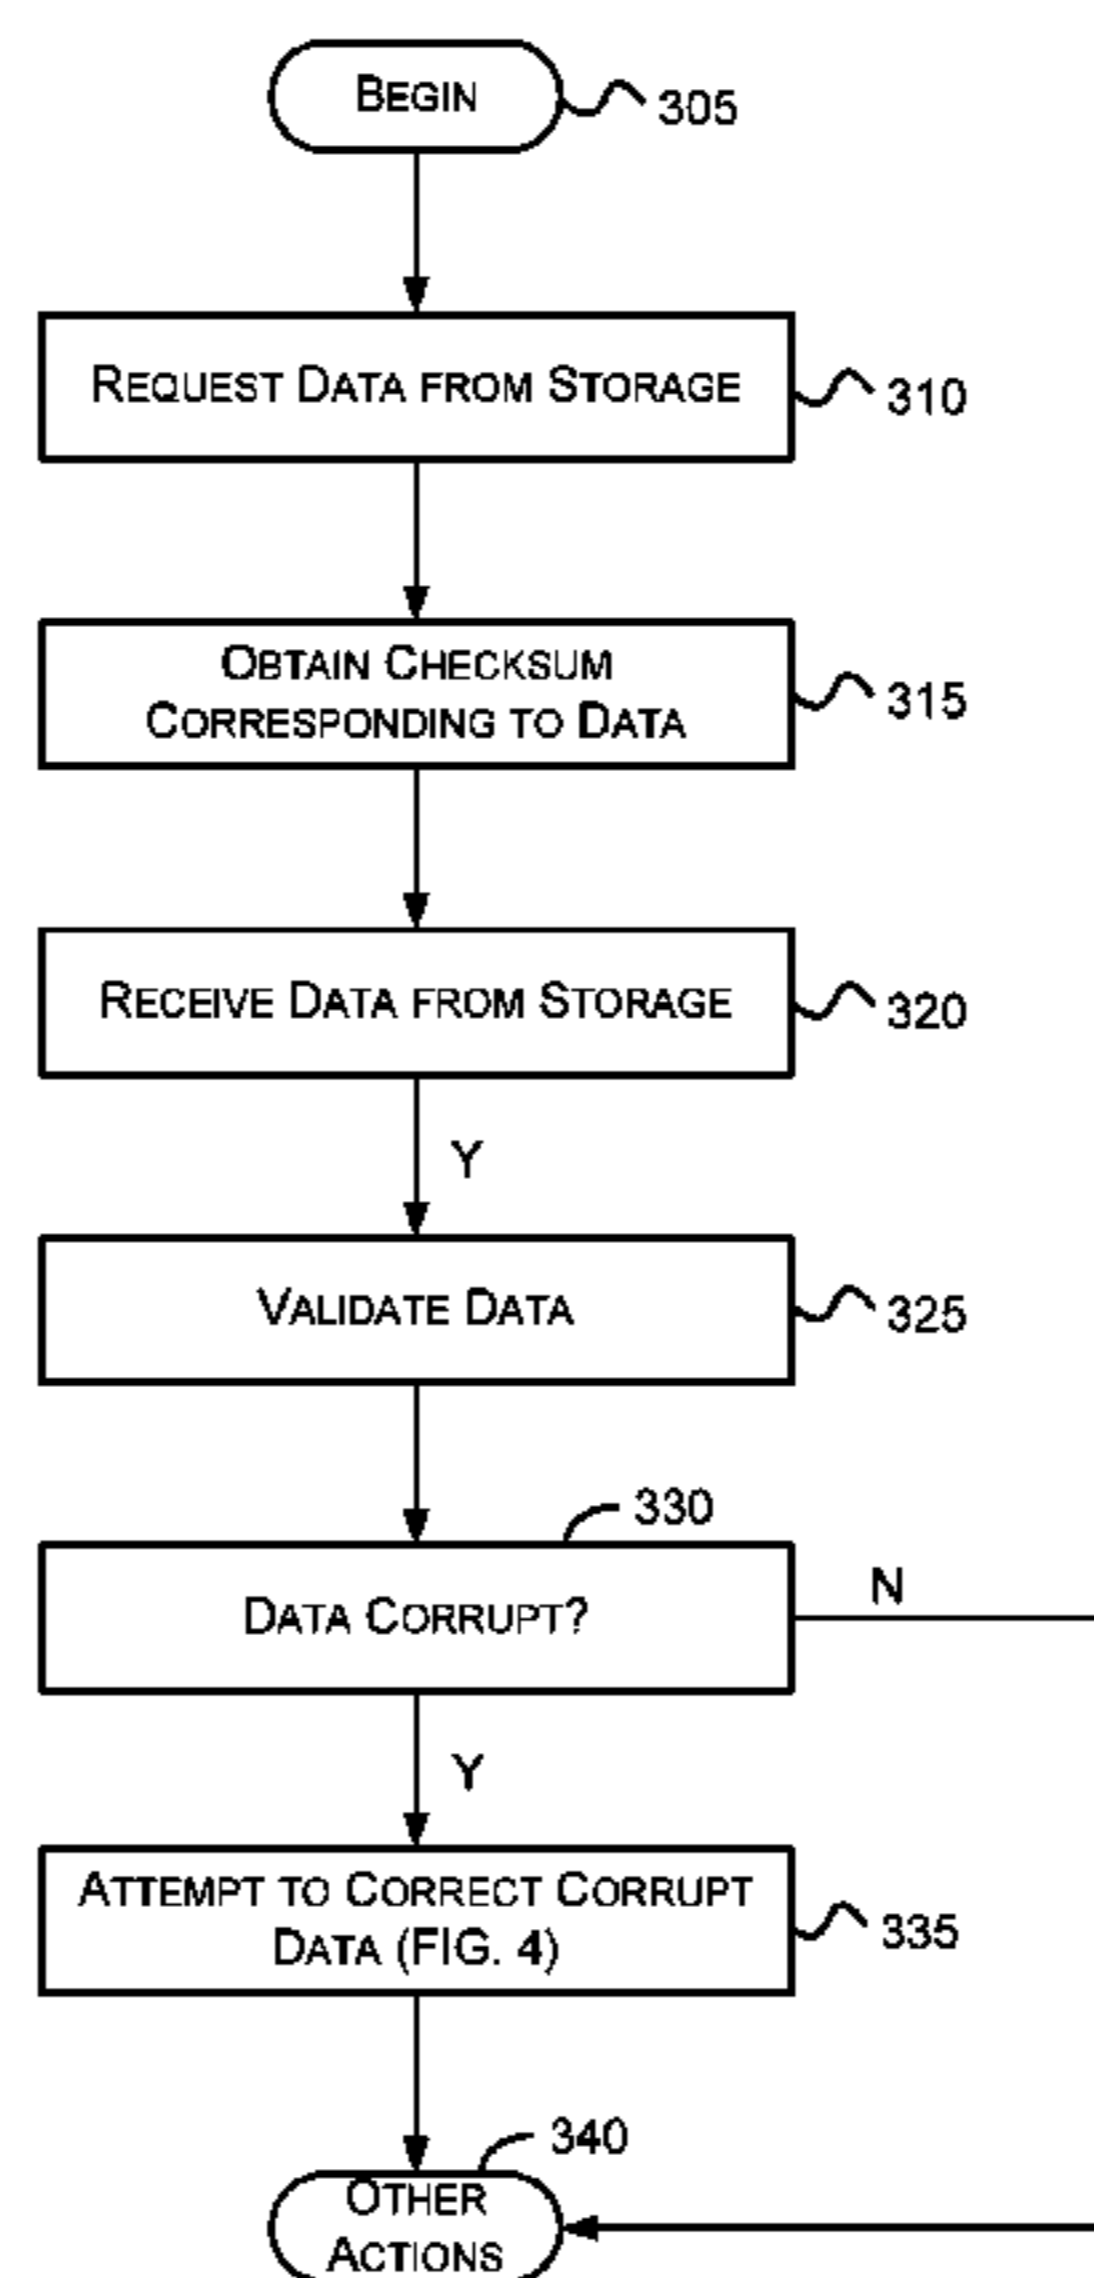 BEGIN
305
REQUEST DATA FROM STORAGE
310
OBTAIN CHECKSUM
CORRESPONDING TO DATA
315
RECEIVE DATA FROM STORAGE
320
Y
VALIDATE DATA
325
330
DATA CORRUPT?
N
Y
ATTEMPT TO CORRECT CORRUPT
DATA (FIG. 4)
335
340
OTHER
ACTIONS